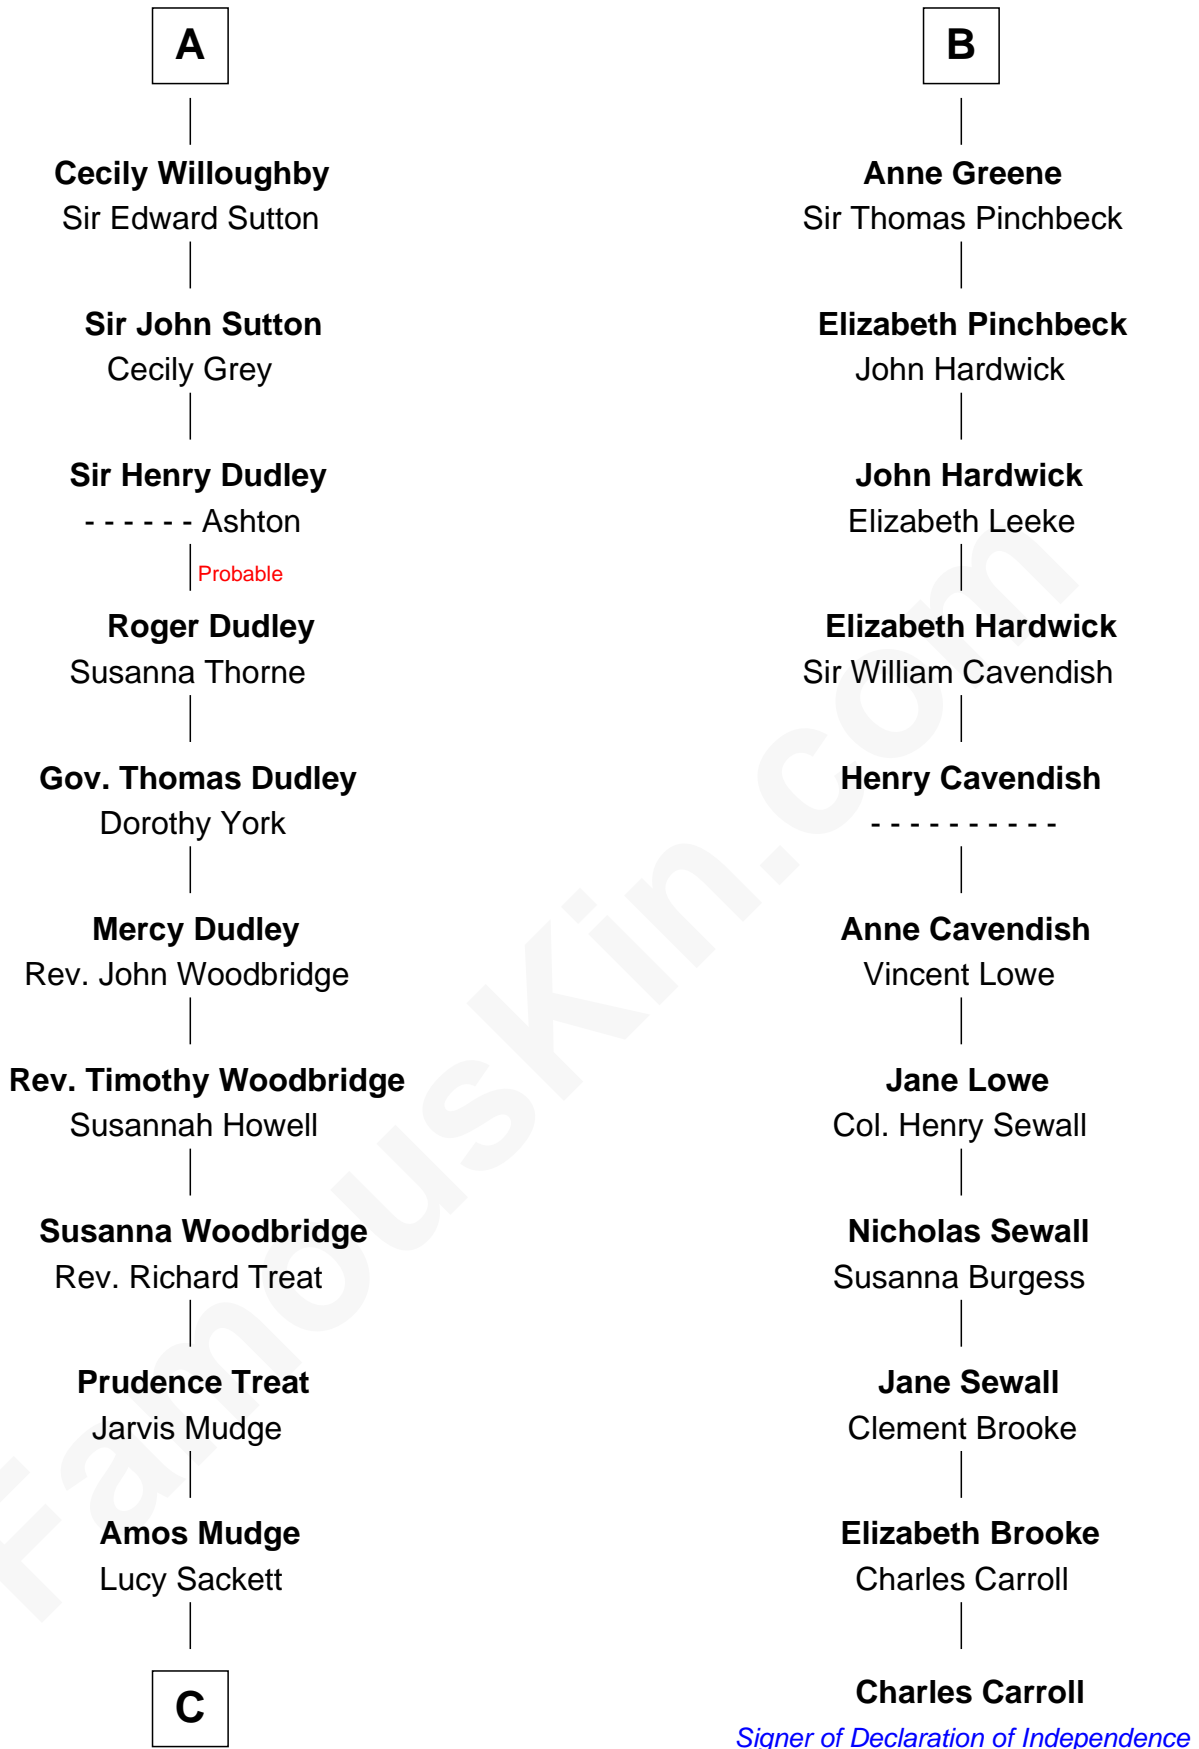 A
Cecily Willoughby
Sir Edward Sutton
Sir John Sutton
Cecily Grey
Sir Henry Dudley
- - - - - - Ashton
Probable
Roger Dudley
Susanna Thorne
Gov. Thomas Dudley
Dorothy York
Mercy Dudley
Rev. John Woodbridge
Rev. Timothy Woodbridge
Susannah Howell
Susanna Woodbridge
Rev. Richard Treat
Prudence Treat
Jarvis Mudge
Amos Mudge
Lucy Sackett
C
B
Anne Greene
Sir Thomas Pinchbeck
Elizabeth Pinchbeck
John Hardwick
John Hardwick
Elizabeth Leeke
Elizabeth Hardwick
Sir William Cavendish
Henry Cavendish
- - - - - - - - - -
Anne Cavendish
Vincent Lowe
Jane Lowe
Col. Henry Sewall
Nicholas Sewall
Susanna Burgess
Jane Sewall
Clement Brooke
Elizabeth Brooke
Charles Carroll
Charles Carroll
Signer of Declaration of Independence
FamousKin.com